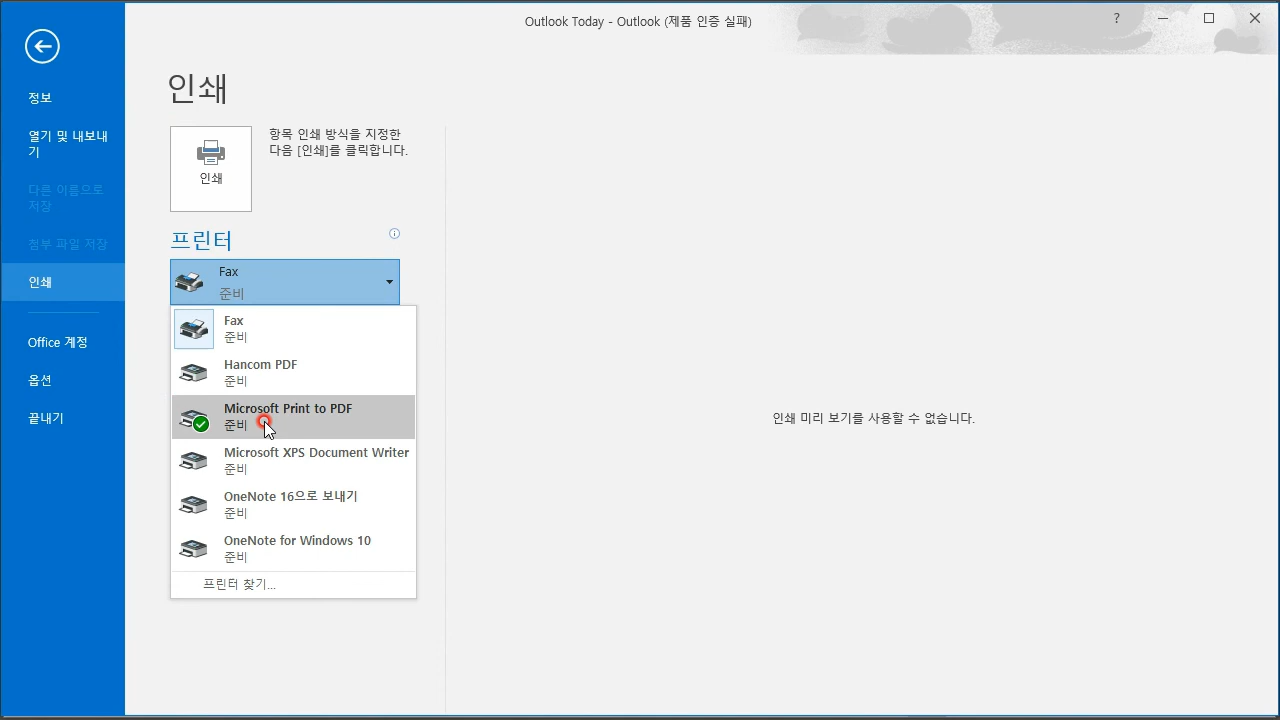 Outlook Today - Outlook (제품 인증 실패)
?
정보
열기 및 내보내
기
다른 이름으로
저장
첨부 파일 저장
인쇄
Office 계정
옵션
끝내기
인쇄
인쇄
항목 인쇄 방식을 지정한
다음 [인쇄]를 클릭합니다.
프린터
Fax
준비
Fax
준비
Hancom PDF
준비
Microsoft Print to PDF
준비
Microsoft XPS Document Writer
준비
OneNote 16으로 보내기
준비
OneNote for Windows 10
준비
프린터 찾기...
인쇄 미리 보기를 사용할 수 없습니다.